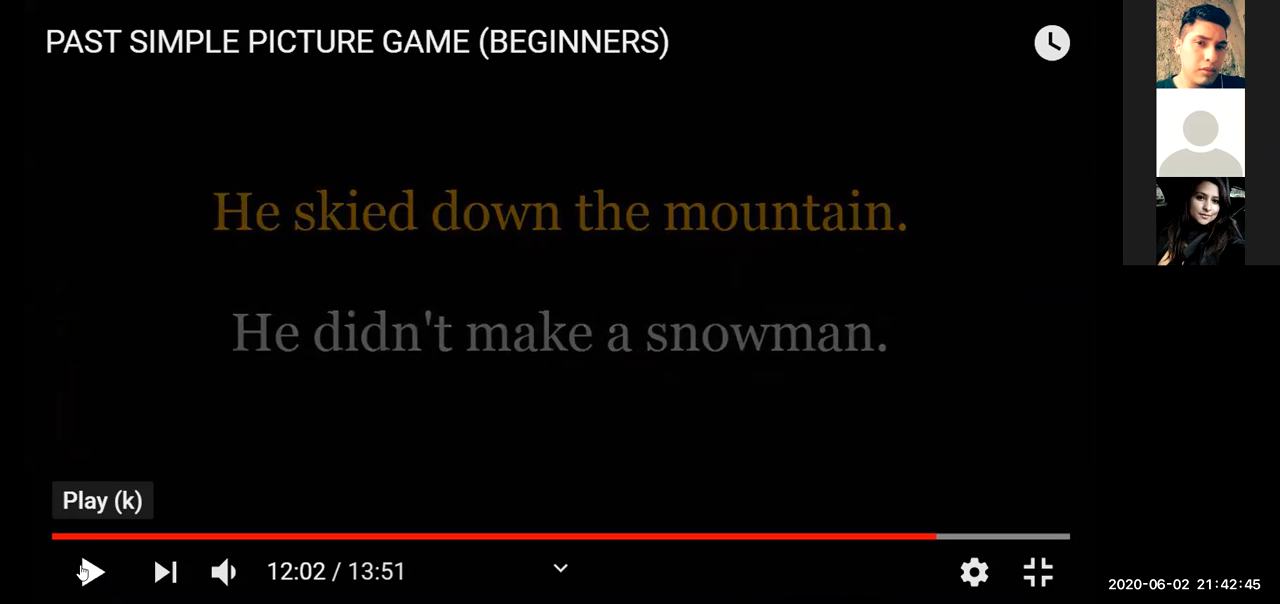 PAST SIMPLE PICTURE GAME (BEGINNERS)
He skied down the mountain.
He didn't make a snowman.
Play (k)
12:02 / 13:51
2020-06-02 21:42:45